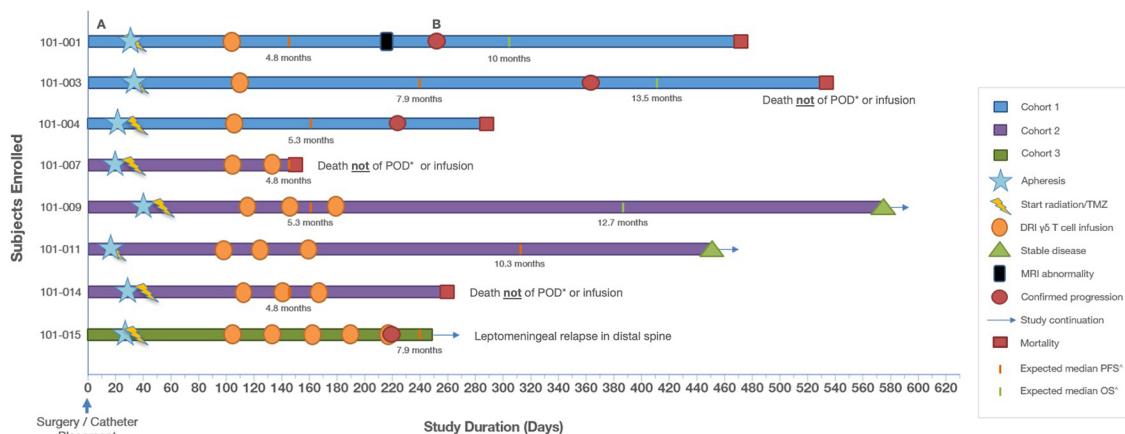 A B
101-001
4.8 months 10 months
101-003
7.9 months 13.5 months
Death not of POD* or infusion
101-004
5.3 months
101-007 Death not of POD* or infusion
4.8 months
101-009
5.3 months 12.7 months
101-011
10.3 months
101-014 Death not of POD* or infusion
4.8 months
101-015 Leptomeningeal relapse in distal spine
7.9 months
0 20 40 60 80 100 120 140 160 180 200 220 240 260 280 300 320 340 360 380 400 420 440 460 480 500 520 540 560 580 600 620
Surgery / Catheter
Study Duration (Days)
Subjects Enrolled
Cohort 1
Cohort 2
Cohort 3
Apheresis
Start radiation/TMZ
DRI γδ T cell infusion
Stable disease
MRI abnormality
Confirmed progression
Study continuation
Mortality
Expected median PFS^
Expected median OS^